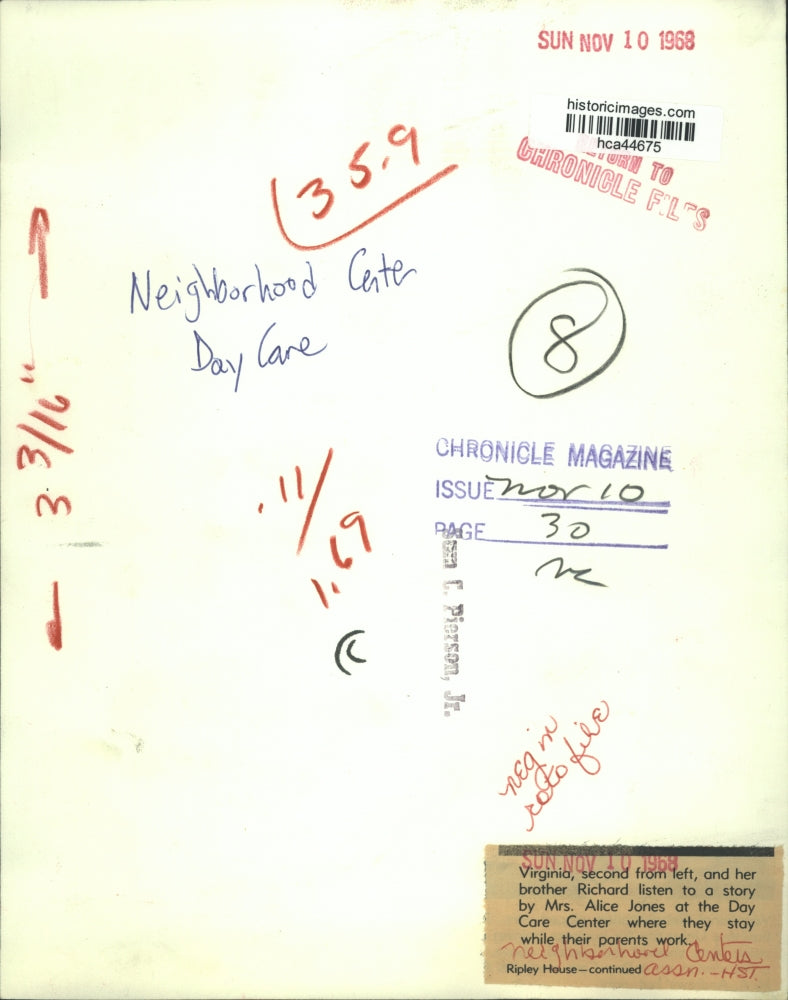 SUN NOV 10 1968
historicimages.com
hca44675
RETURN TO
CHRONICLE FILES
35.9
Neighborhood Center
Day Care
8
3 3/16"
CHRONICLE MAGAZINE
ISSUE Nov 10
PAGE 30
.11/
1.69
C. Pierson, Jr.
neg in
roto file
SUN NOV 10 1968
Virginia, second from left, and her
brother Richard listen to a story
by Mrs. Alice Jones at the Day
Care Center where they stay
while their parents work.
Neighborhood Centers
Ripley House—continued assn. - HST.